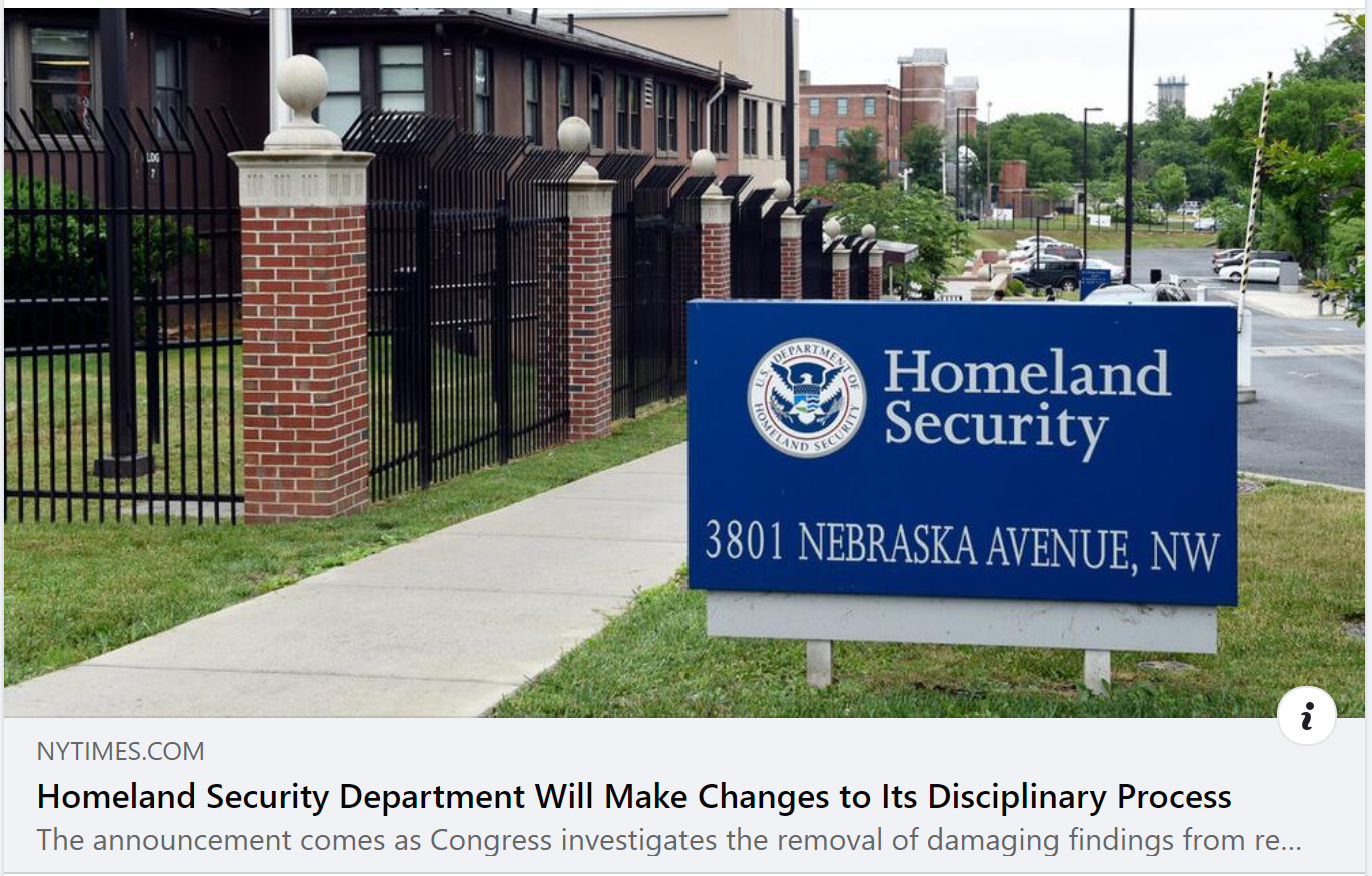 LDG
7
U.S. DEPARTMENT OF
HOMELAND SECURITY
Homeland
Security
3801 NEBRASKA AVENUE, NW
i
NYTIMES.COM
Homeland Security Department Will Make Changes to Its Disciplinary Process
The announcement comes as Congress investigates the removal of damaging findings from re...